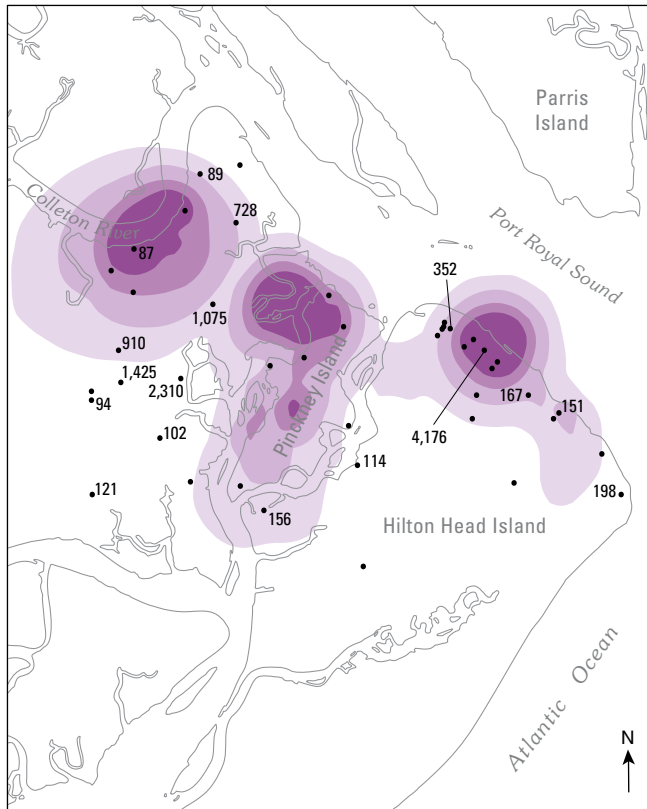 Parris
Island
89
Colleton River
728
Port Royal Sound
87
352
1,075
910
1,425
2,310
Pinckney Island
167
151
94
4,176
102
114
121
198
156
Hilton Head Island
Atlantic Ocean
N